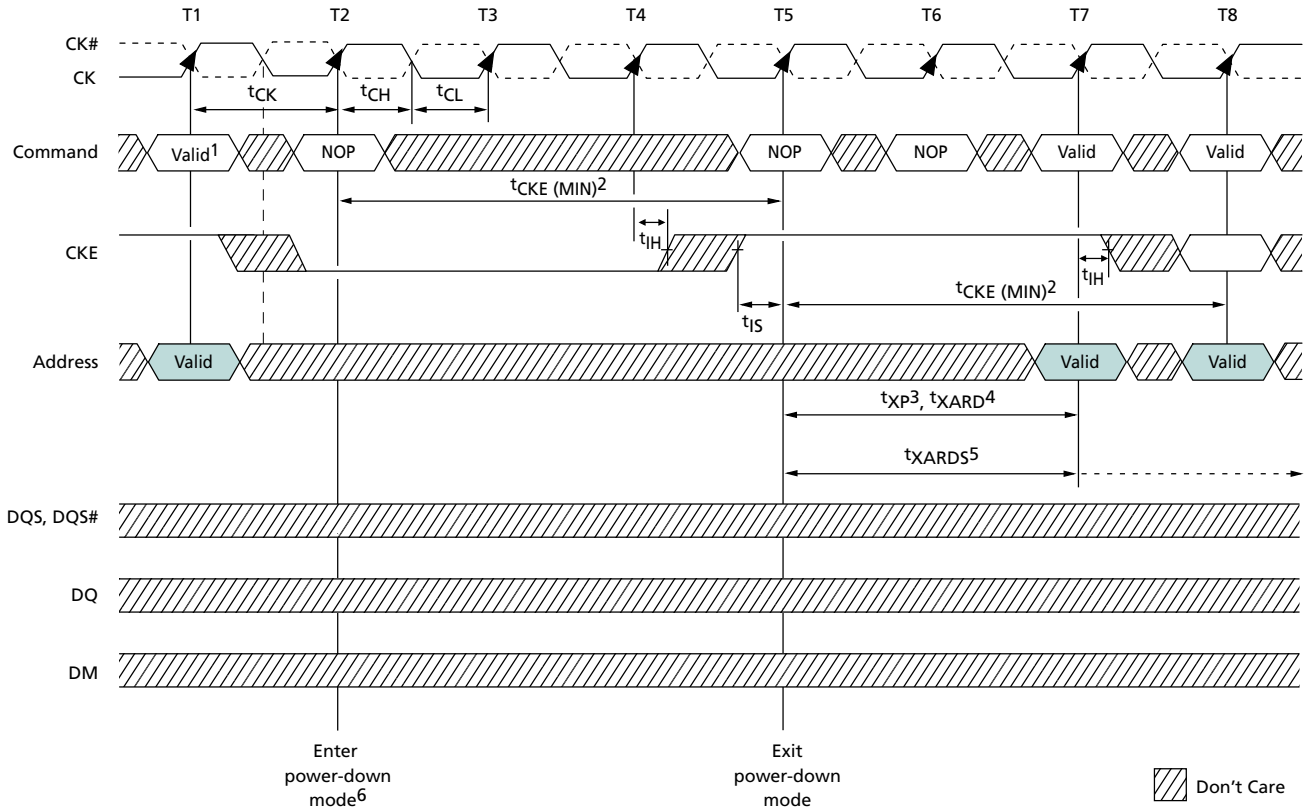 T1 T2 T3 T4 T5 T6 T7 T8
CK#
CK
tCK tCH tCL
Command Valid1 NOP NOP NOP Valid Valid
tCKE (MIN)2
CKE
tIH tIH
tCKE (MIN)2
tIS
Address Valid Valid Valid
tXP3, tXARD4
tXARDS5
DQS, DQS#
DQ
DM
Enter
power-down
mode6
Exit
power-down
mode
Don't Care